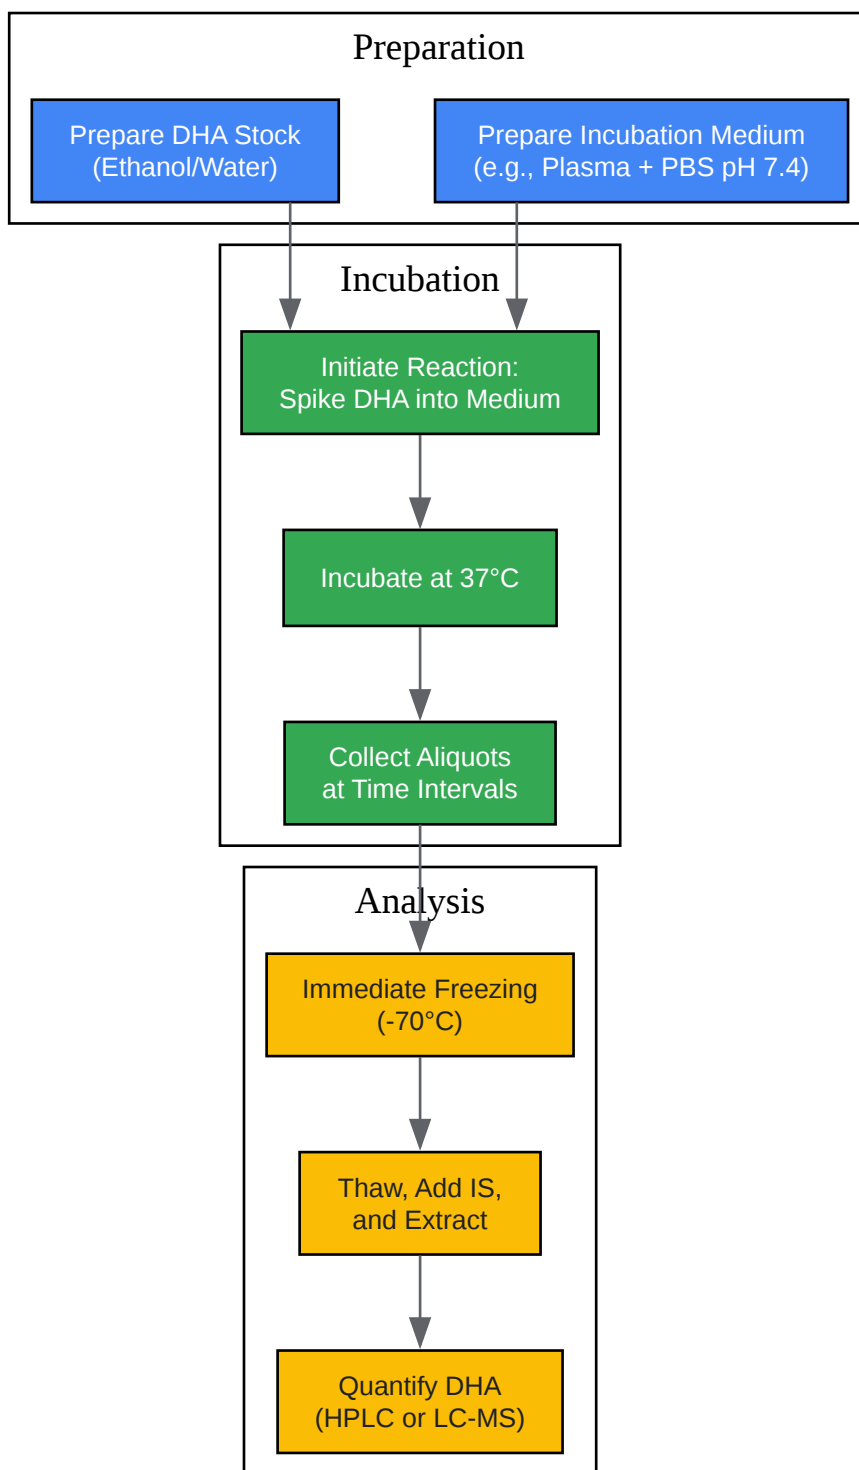 Preparation
Prepare DHA Stock
(Ethanol/Water)
Prepare Incubation Medium
(e.g., Plasma + PBS pH 7.4)
Incubation
Initiate Reaction:
Spike DHA into Medium
Incubate at 37°C
Collect Aliquots
at Time Intervals
Analysis
Immediate Freezing
(-70°C)
Thaw, Add IS,
and Extract
Quantify DHA
(HPLC or LC-MS)